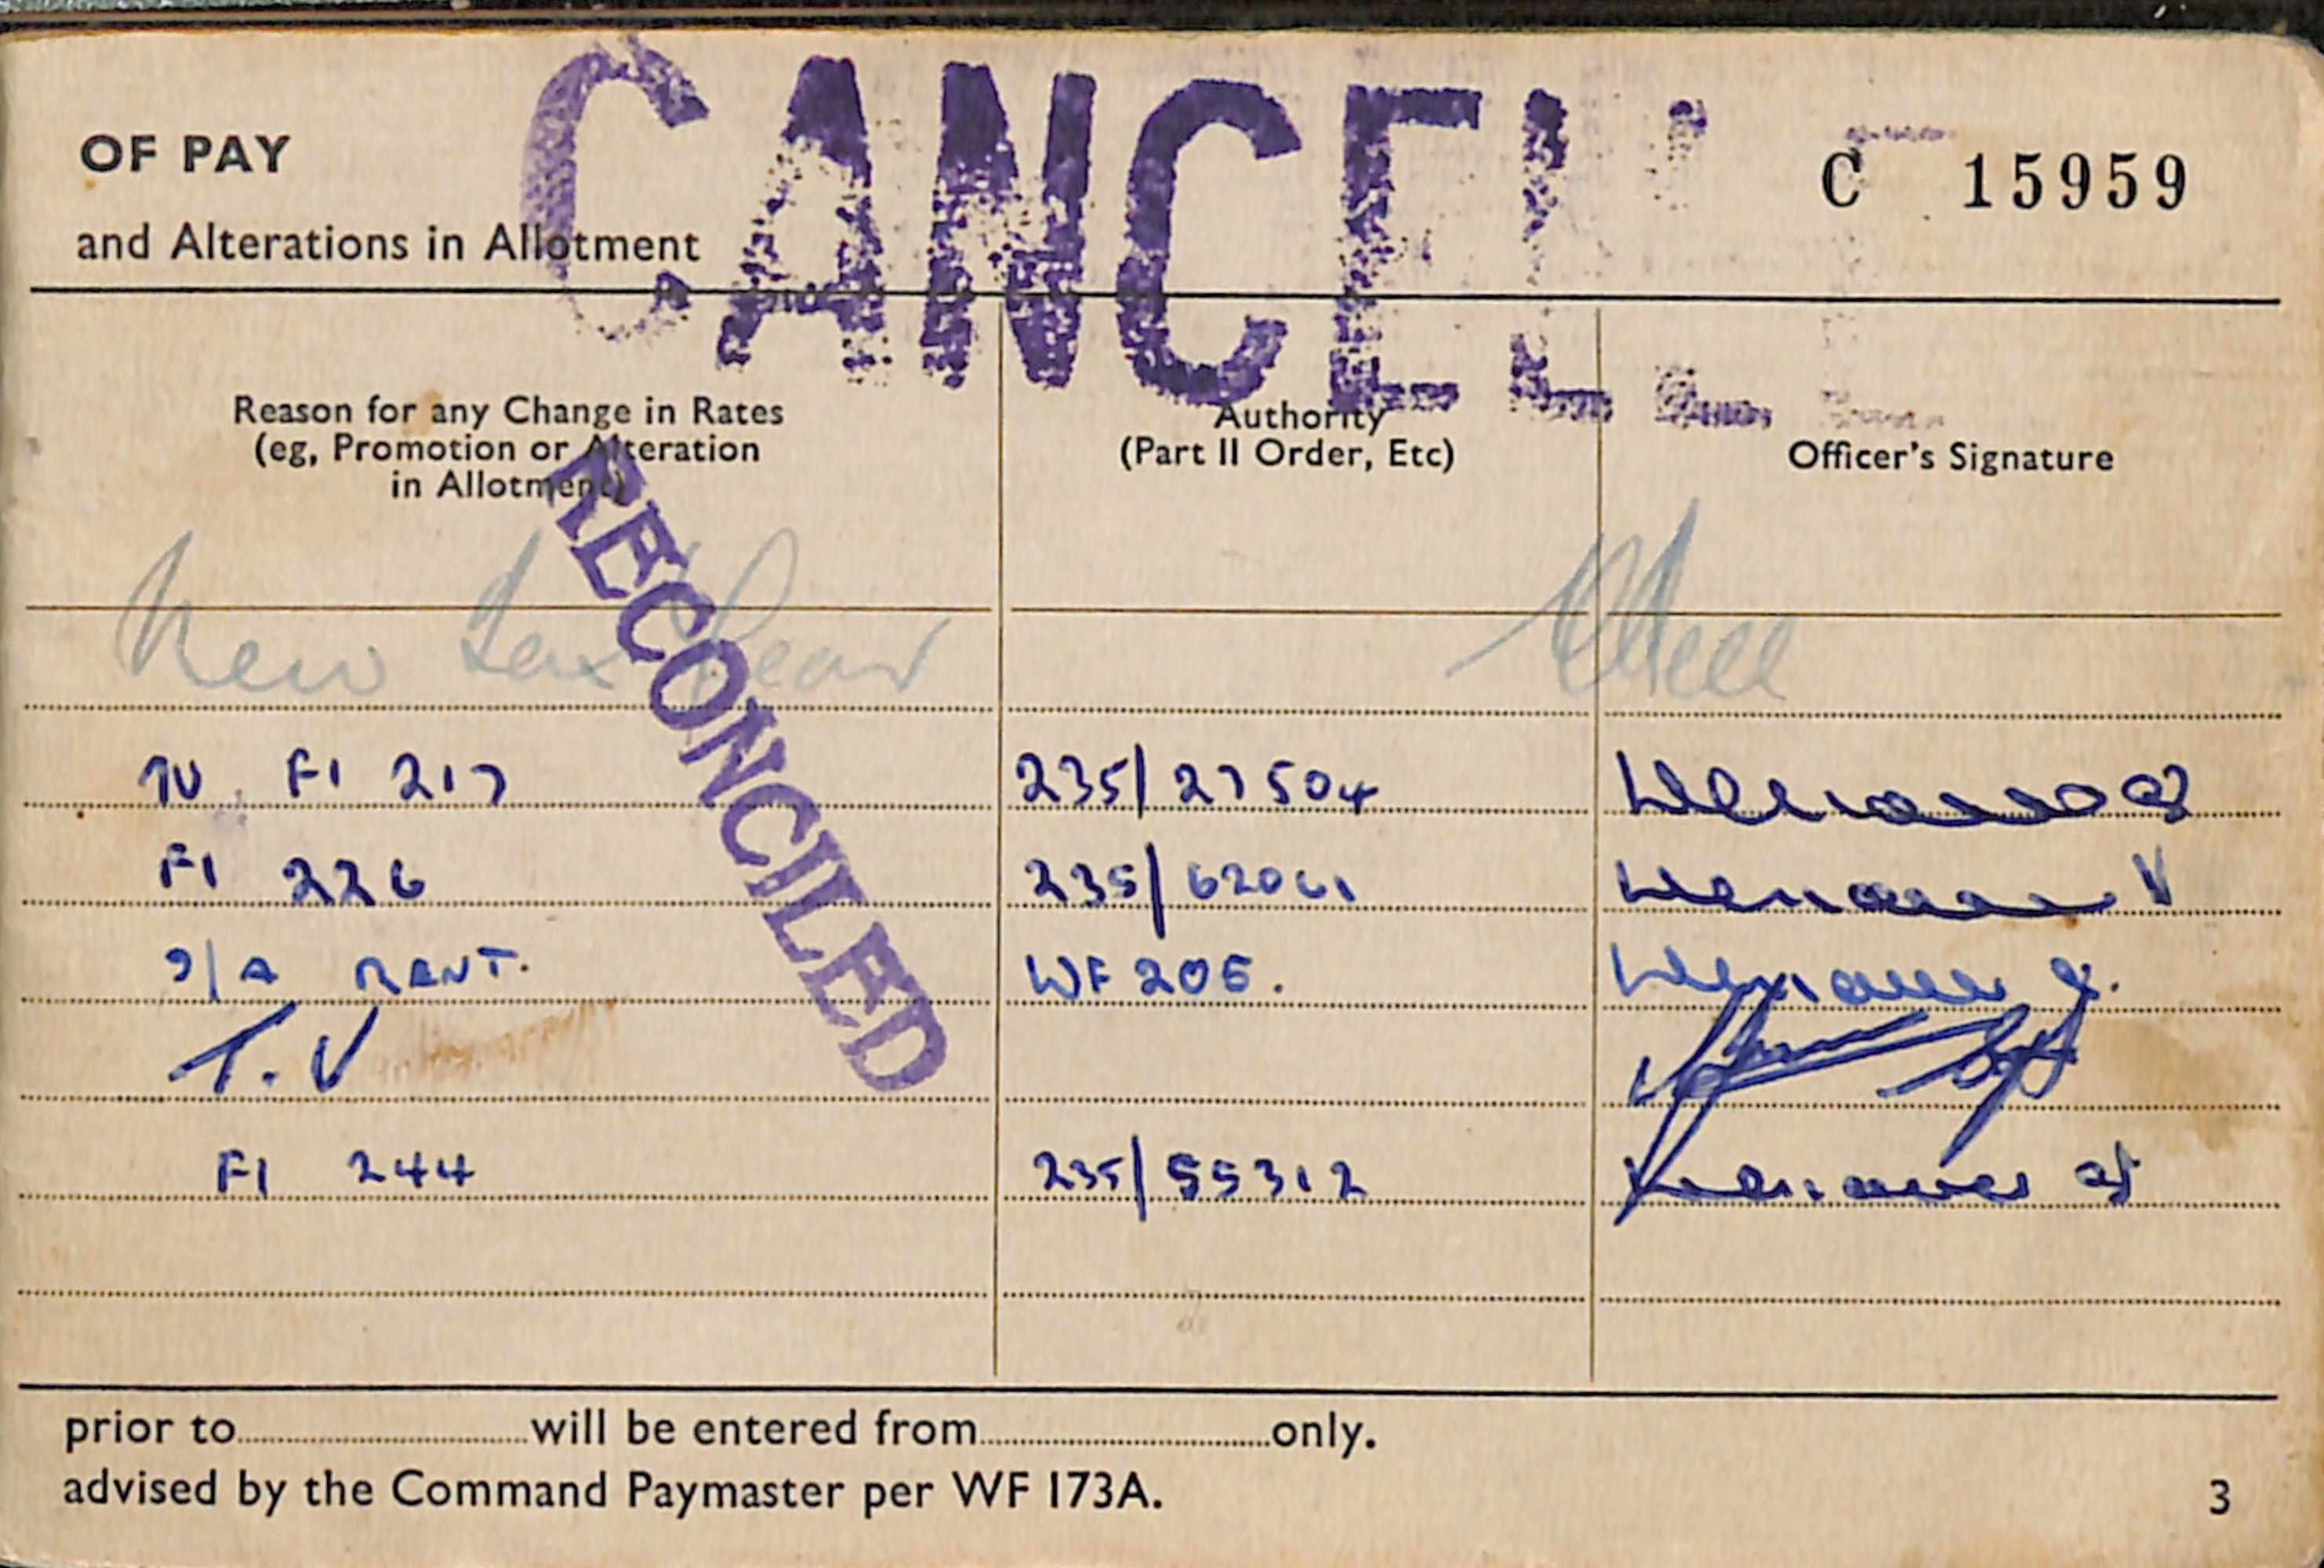 CANCEL
OF PAY
C 15959
and Alterations in Allotment
Reason for any Change in Rates
(eg, Promotion or Alteration
in Allotment)
Authority
(Part II Order, Etc)
Officer's Signature
RECONCILED
New Tax Year
FI 217 235/27504
FI 226 235/62061
RENT. WF 205.
T.V
FI 244 235/55312
prior to will be entered from only.
advised by the Command Paymaster per WF 173A.
3